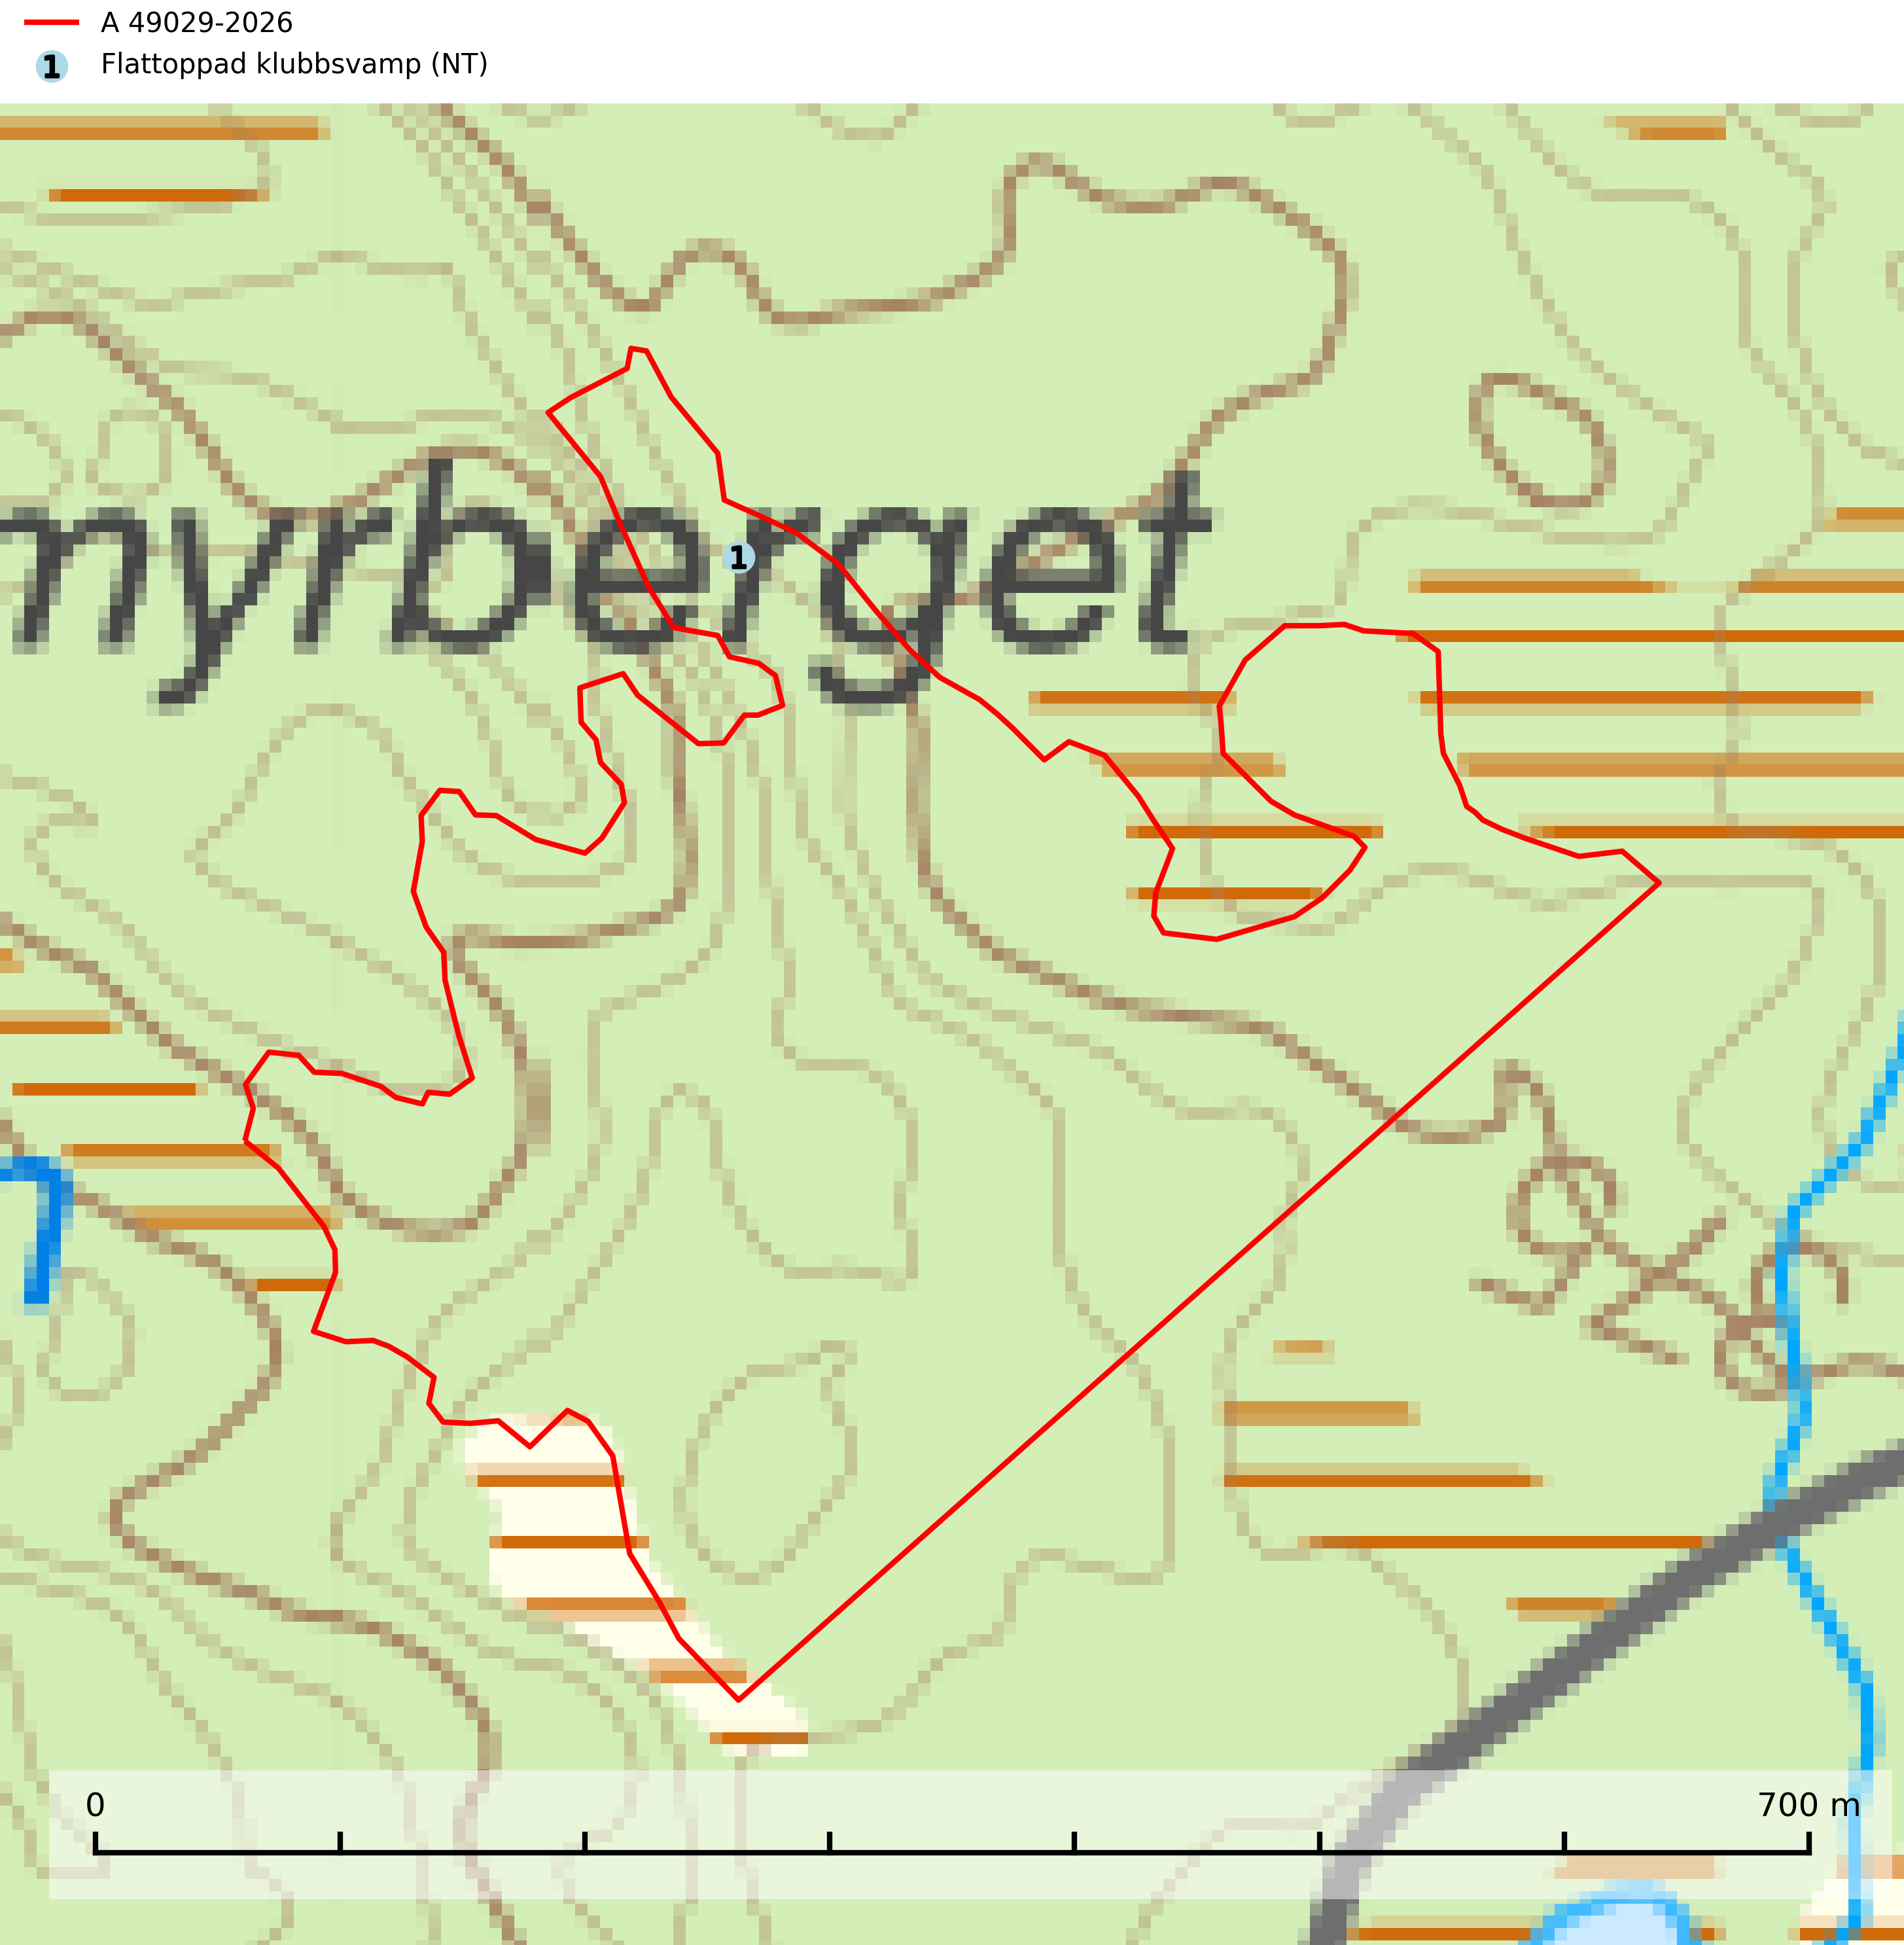 A 49029-2026
1 Flattoppad klubbsvamp (NT)
myrberget
1
0 700 m